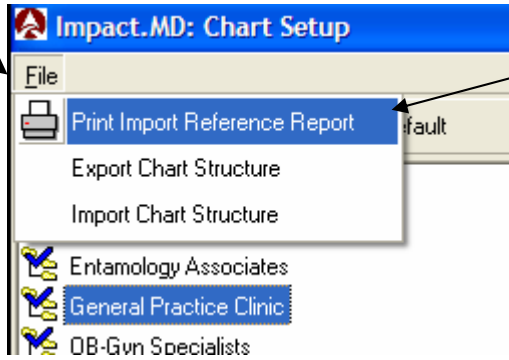 Impact.MD: Chart Setup
File
Print Import Reference Report
fault
Export Chart Structure
Import Chart Structure
Entamology Associates
General Practice Clinic
OB-Gyn Specialists